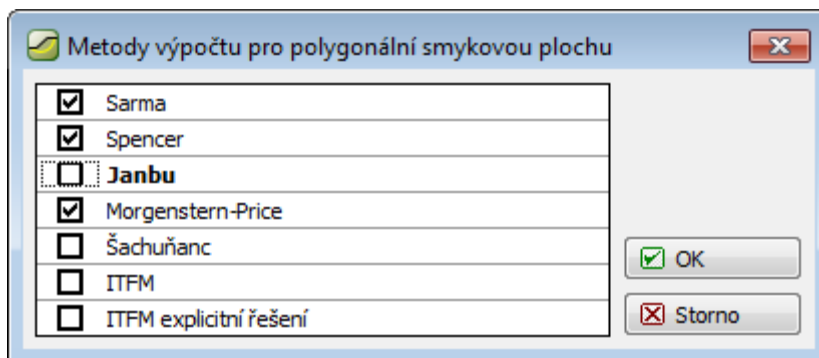 Metody výpočtu pro polygonální smykovou plochu
Sarma
Spencer
Janbu
Morgenstern-Price
Šachuňanc
ITFM
ITFM explicitní řešení
OK
Storno